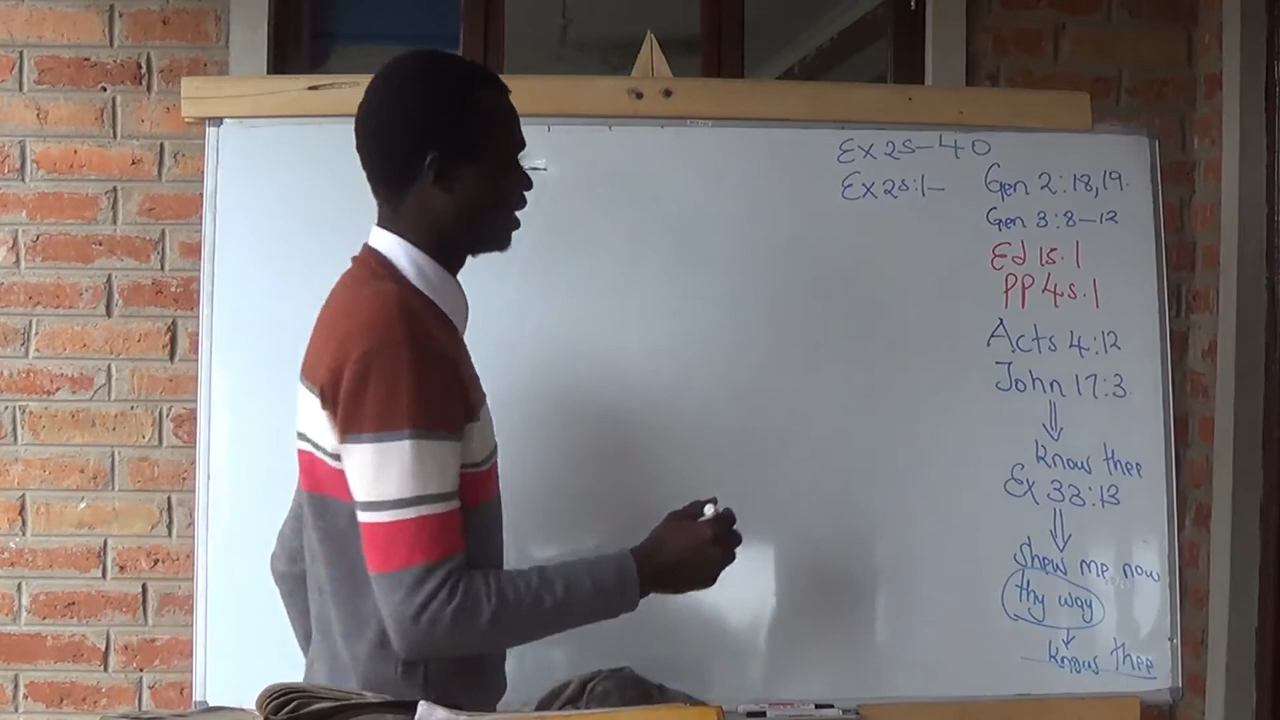 Ex 25-40
Ex 25:1-
Gen 2:18,19.
Gen 3:8-12
Ed 15.1
PP 45.1
Acts 4:12
John 17:3
know thee
Ex 33:13
shew me now
thy way
know thee